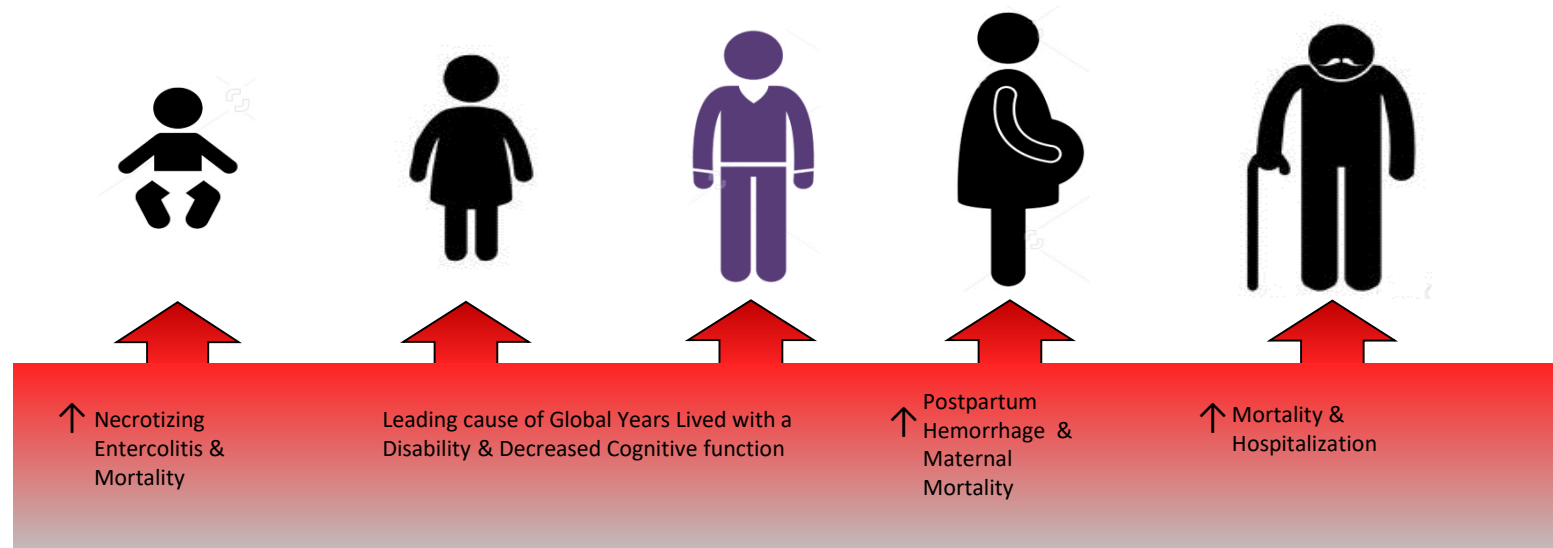 ↑ Necrotizing
Entercolitis &
Mortality
Leading cause of Global Years Lived with a
Disability & Decreased Cognitive function
↑ Postpartum
Hemorrhage &
Maternal
Mortality
↑ Mortality &
Hospitalization